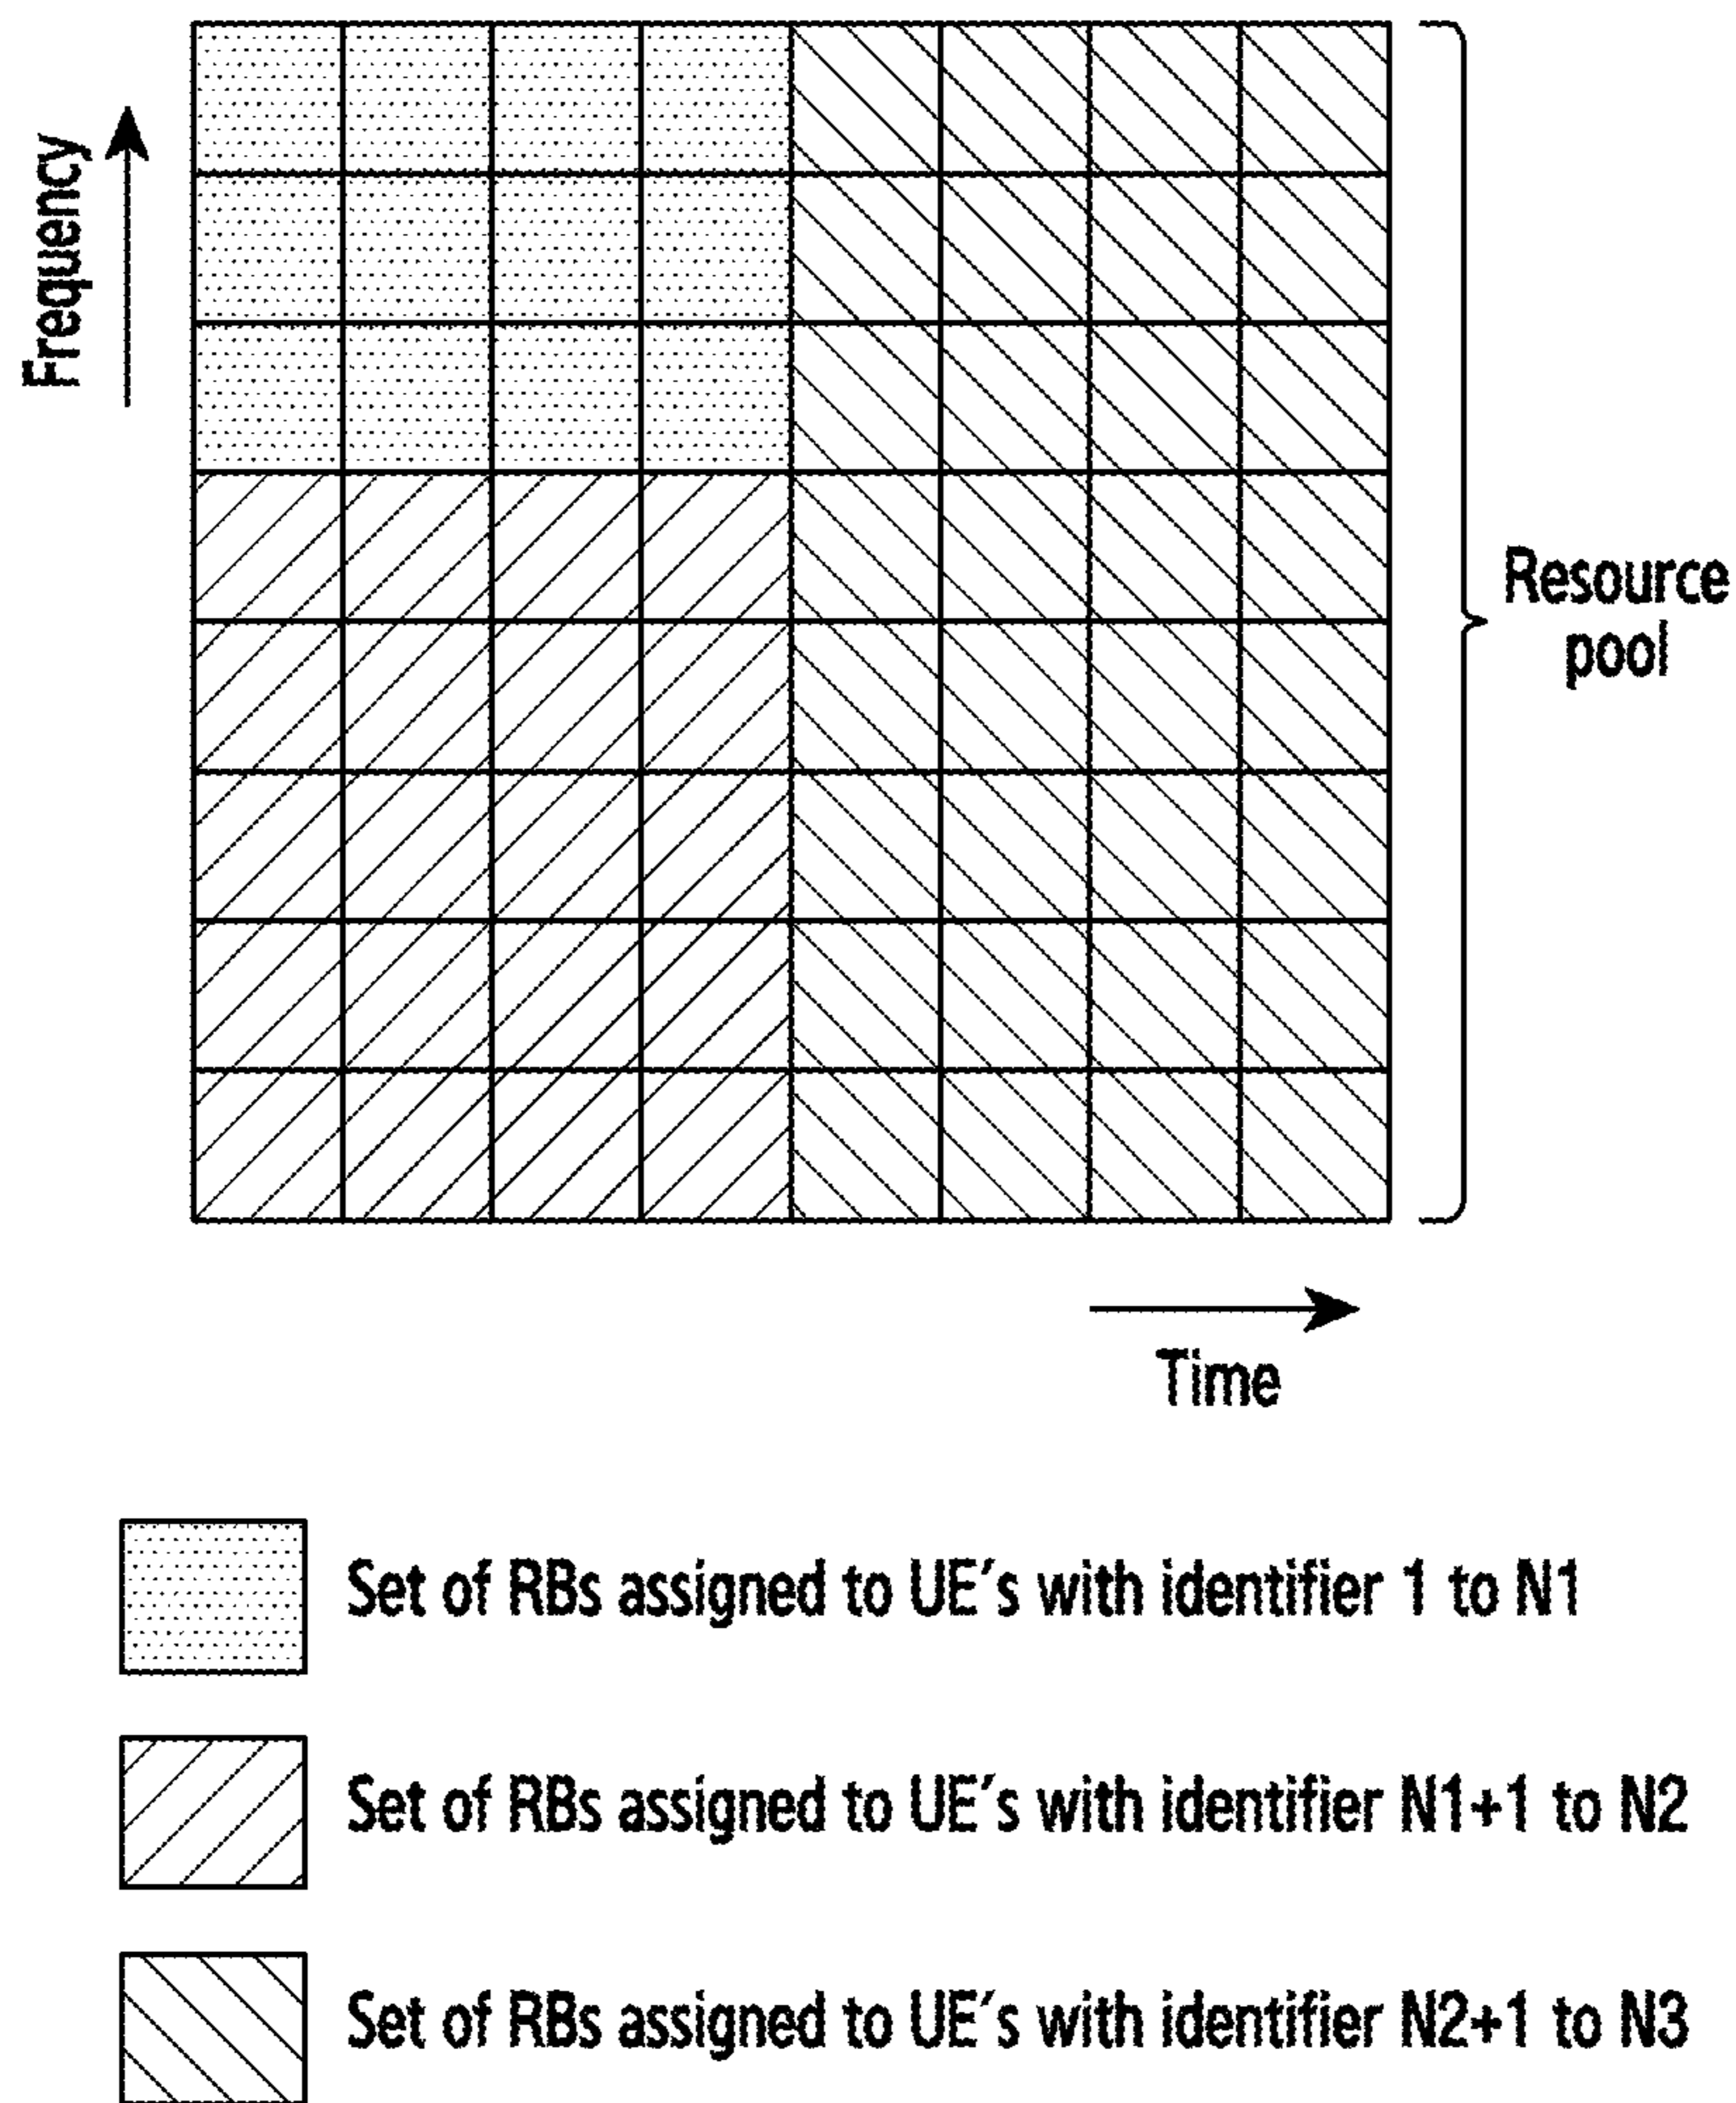 Frequency
Resource
pool
Time
Set of RBs assigned to UE's with identifier 1 to N1
Set of RBs assigned to UE's with identifier N1+1 to N2
Set of RBs assigned to UE's with identifier N2+1 to N3